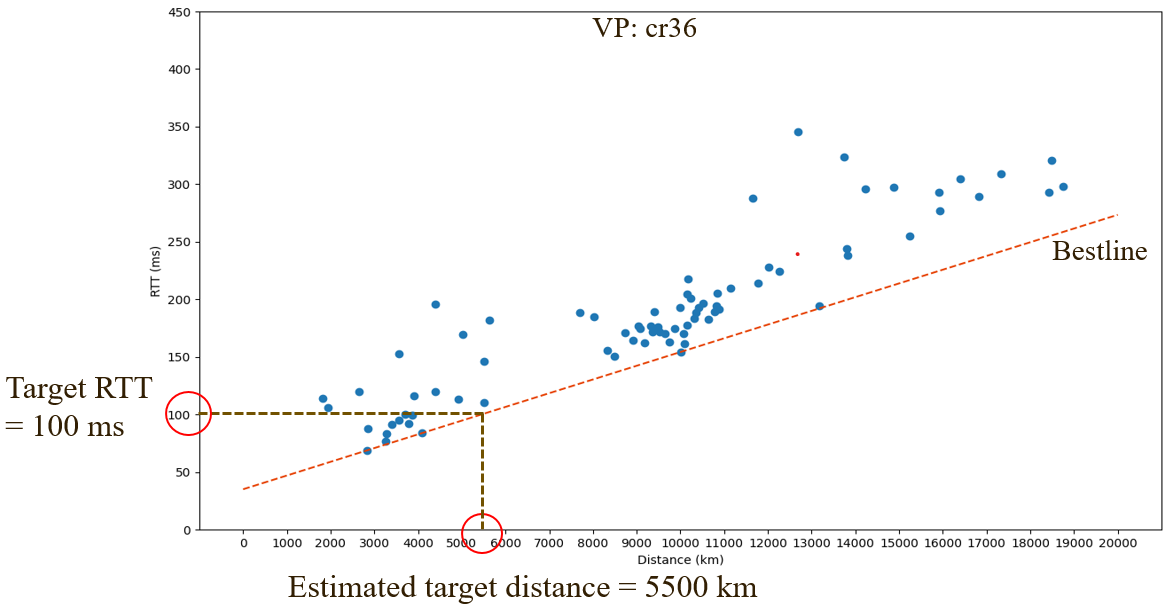 VP: cr36
450
400
350
300
250
200
150
100
50
0
RTT (ms)
Bestline
Target RTT
= 100 ms
0 1000 2000 3000 4000 5000 6000 7000 8000 9000 10000 11000 12000 13000 14000 15000 16000 17000 18000 19000 20000
Distance (km)
Estimated target distance = 5500 km